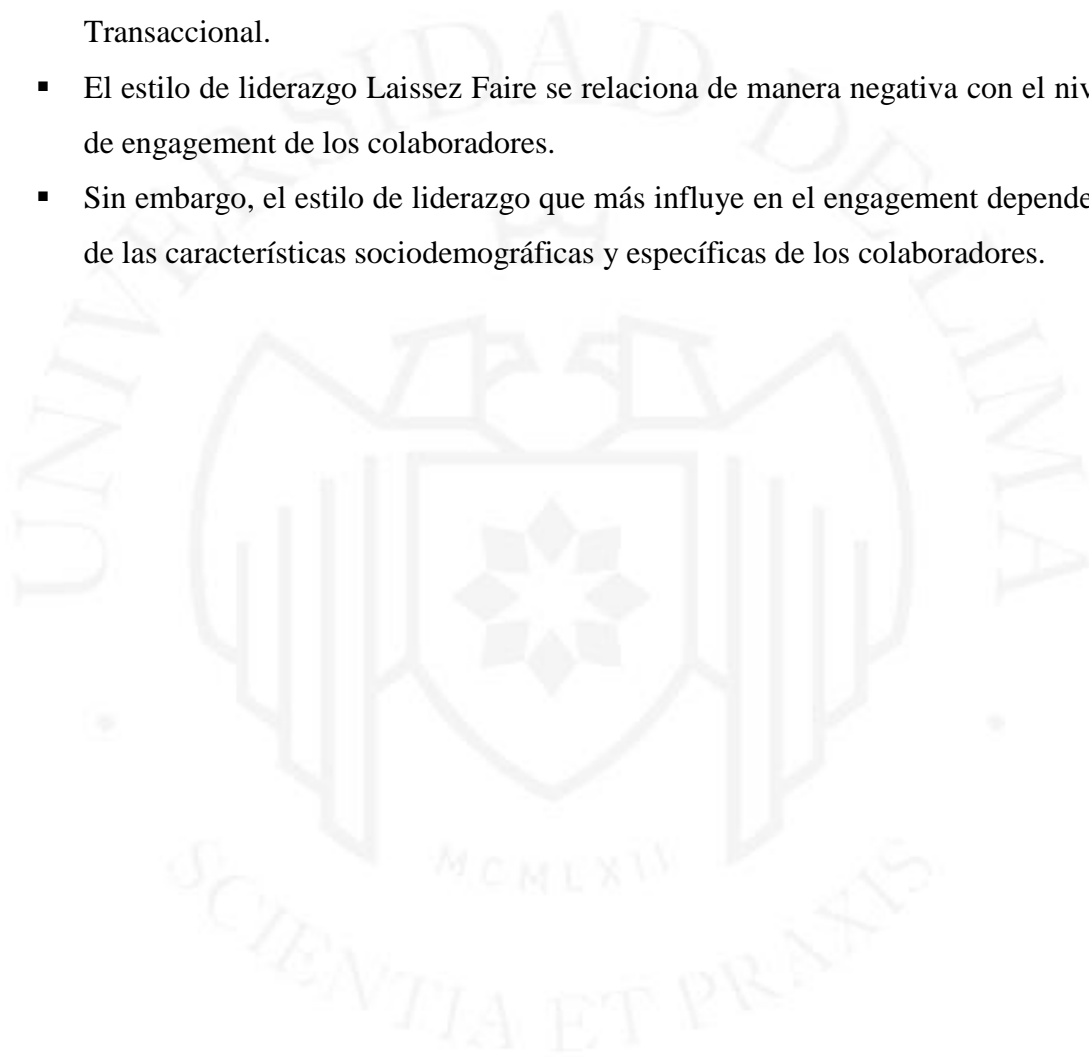 Transaccional.
▪ El estilo de liderazgo Laissez Faire se relaciona de manera negativa con el niv
de engagement de los colaboradores.
▪ Sin embargo, el estilo de liderazgo que más influye en el engagement depende
de las características sociodemográficas y específicas de los colaboradores.
UNIVERSIDAD DE LIMA
MCMLXII
SCIENTIA ET PRAXIS